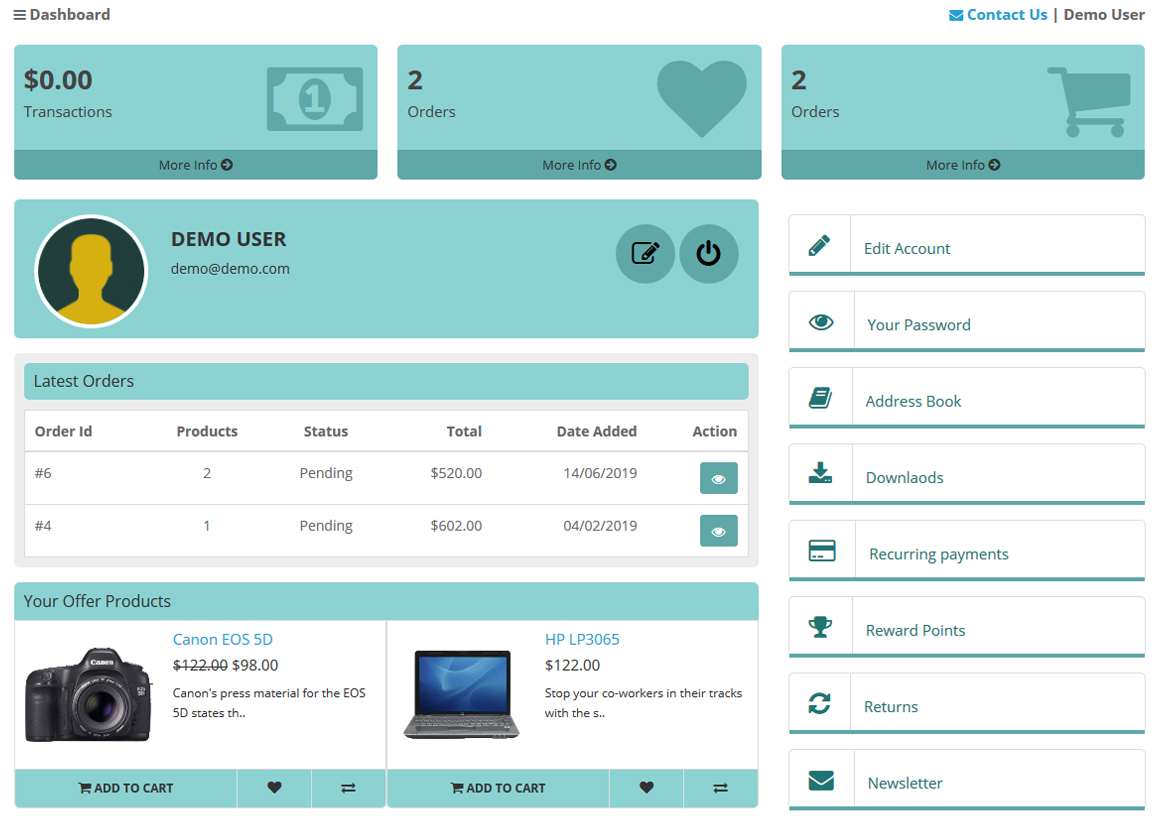 Dashboard
Contact Us | Demo User
$0.00
Transactions
1
More Info
2
Orders
More Info
2
Orders
More Info
DEMO USER
demo@demo.com
Latest Orders
Order Id Products Status Total Date Added Action
#6 2 Pending $520.00 14/06/2019
#4 1 Pending $602.00 04/02/2019
Your Offer Products
Canon EOS 5D
$122.00 $98.00
Canon's press material for the EOS
5D states th..
Canon
EOS
5D
ADD TO CART
HP LP3065
$122.00
Stop your co-workers in their tracks
with the s..
ADD TO CART
Edit Account
Your Password
Address Book
Downlaods
Recurring payments
Reward Points
Returns
Newsletter